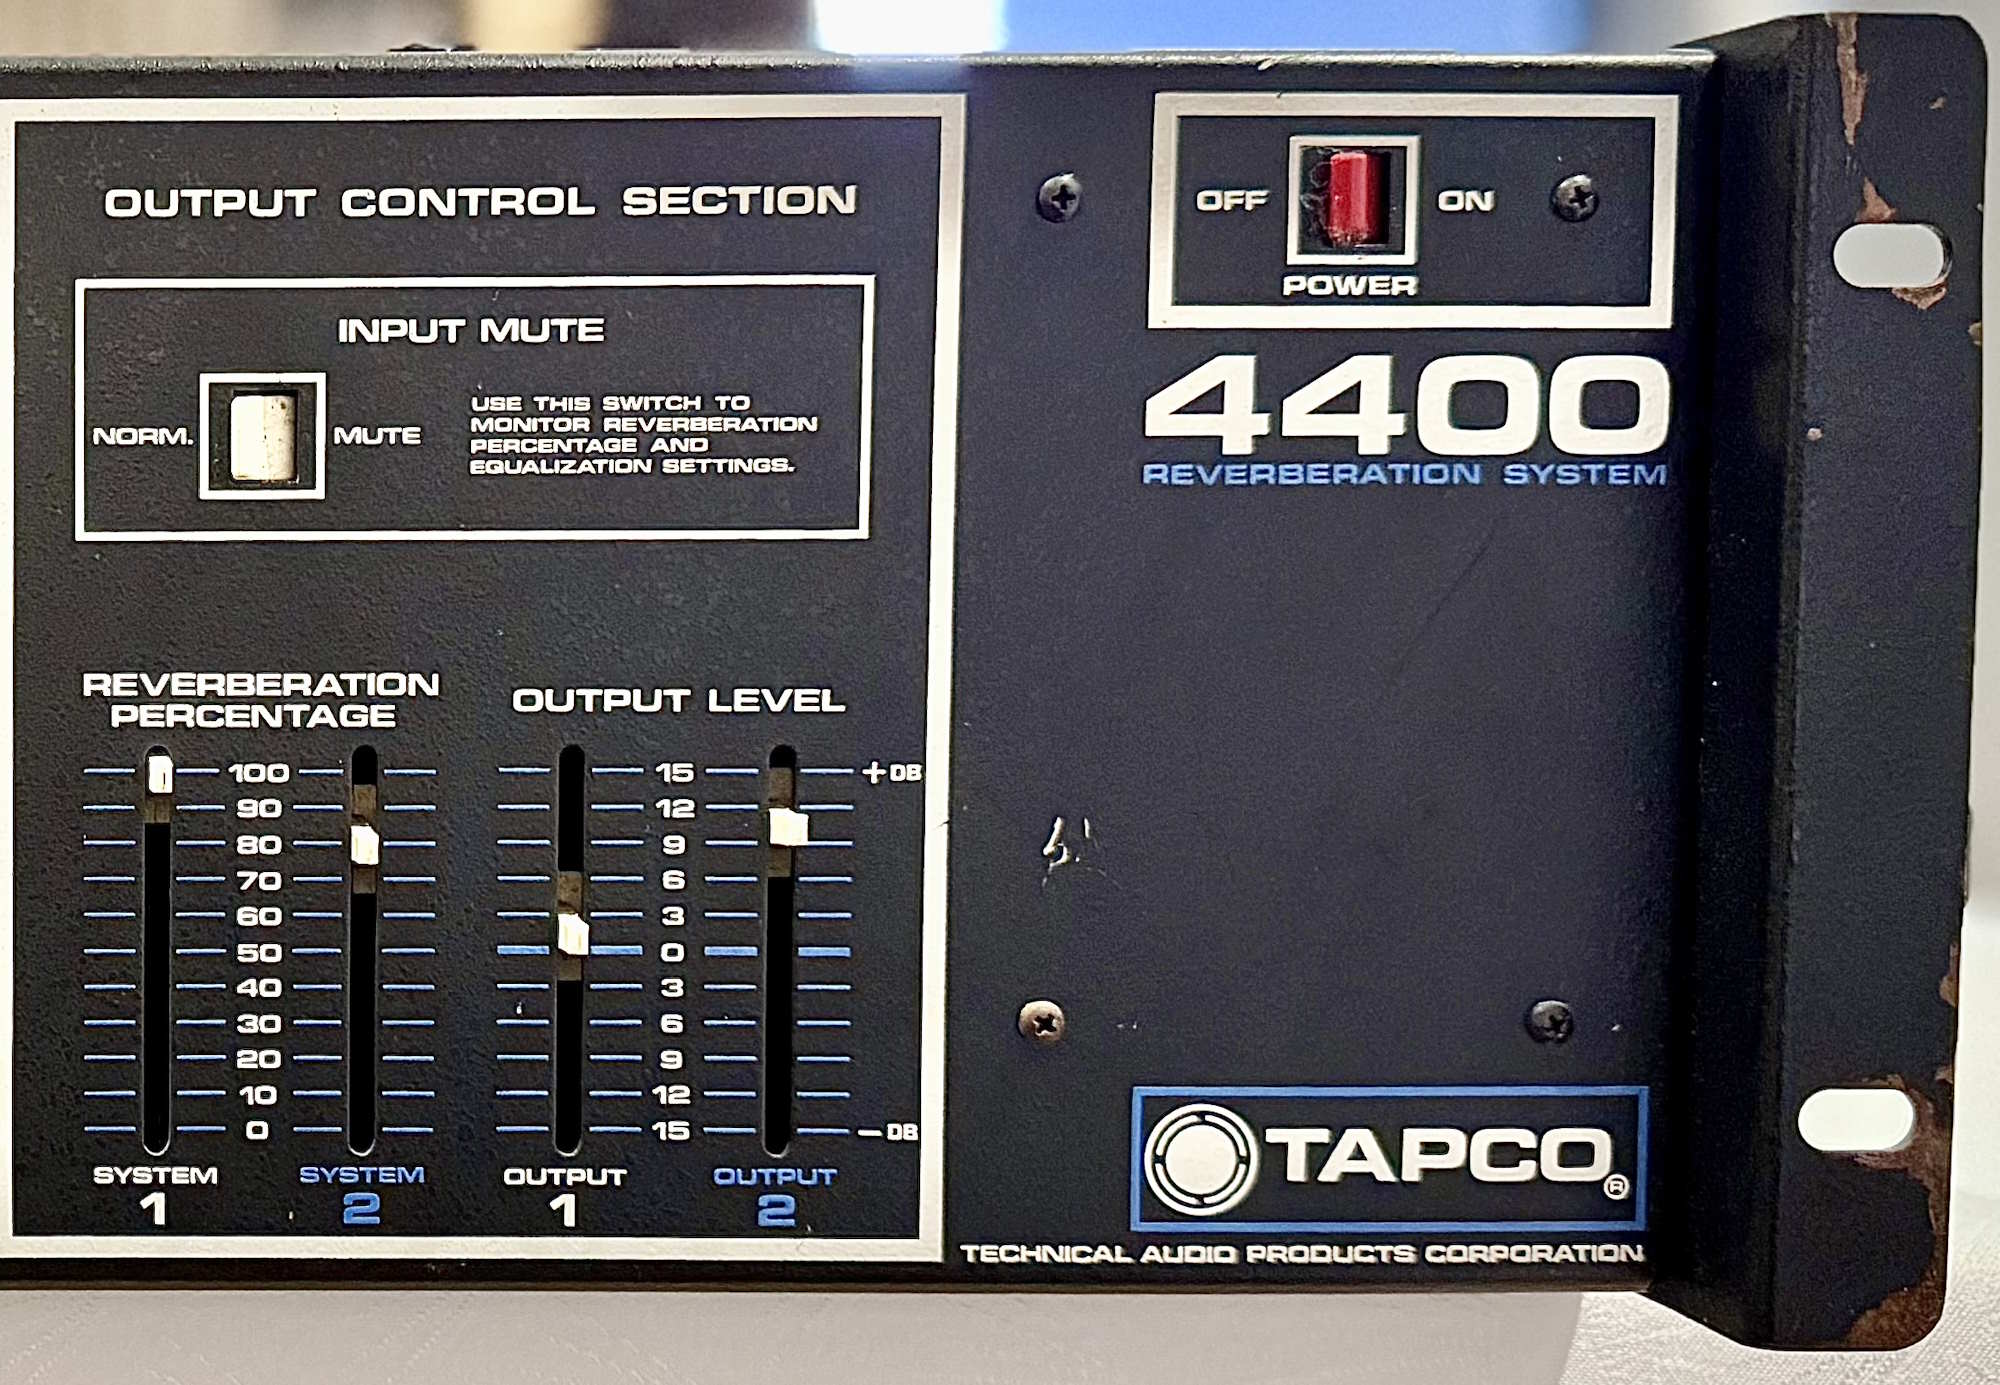 OUTPUT CONTROL SECTION
INPUT MUTE
NORM.
MUTE
USE THIS SWITCH TO
MONITOR REVERBERATION
PERCENTAGE AND
EQUALIZATION SETTINGS.
REVERBERATION
PERCENTAGE
OUTPUT LEVEL
100 15 +DB
90 12
80 9
70 6
60 3
50 0
40 3
30 6
20 9
10 12
0 15 -DB
SYSTEM SYSTEM OUTPUT OUTPUT
1 2 1 2
OFF ON
POWER
4400
REVERBERATION SYSTEM
TAPCO®
TECHNICAL AUDIO PRODUCTS CORPORATION